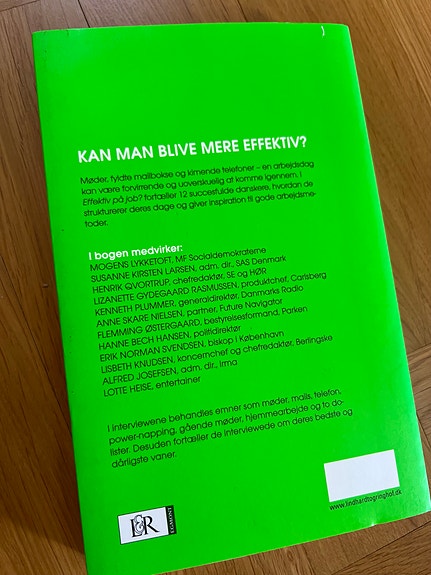 KAN MAN BLIVE MERE EFFEKTIV?
Møder, fyldte mailbokse og kimende telefoner – en arbejdsdag
kan være forvirrende og uoverskuelig at komme igennem. I
Effektiv på job? fortæller 12 succesfulde danskere, hvordan de
strukturerer deres dage og giver inspiration til gode arbejdsme-
toder.
I bogen medvirker:
MOGENS LYKKETOFT, MF Socialdemokraterne
SUSANNE KIRSTEN LARSEN, adm. dir., SAS Danmark
HENRIK QVORTRUP, chefredaktør, SE og HØR
LIZANETTE GYDEGAARD RASMUSSEN, produktchef, Carlsberg
KENNETH PLUMMER, generaldirektør, Danmarks Radio
ANNE SKARE NIELSEN, partner, Future Navigator
FLEMMING ØSTERGAARD, bestyrelsesformand, Parken
HANNE BECH HANSEN, politidirektør
ERIK NORMAN SVENDSEN, biskop i København
LISBETH KNUDSEN, koncernchef og chefredaktør, Berlingske
ALFRED JOSEFSEN, adm. dir., Irma
LOTTE HEISE, entertainer
I interviewene behandles emner som møder, mails, telefon,
power-napping, gående møder, hjemmearbejde og to do-
lister. Desuden fortæller de interviewede om deres bedste og
dårligste vaner.
www.lindhardtogringhof.dk
L&R
EGMONT